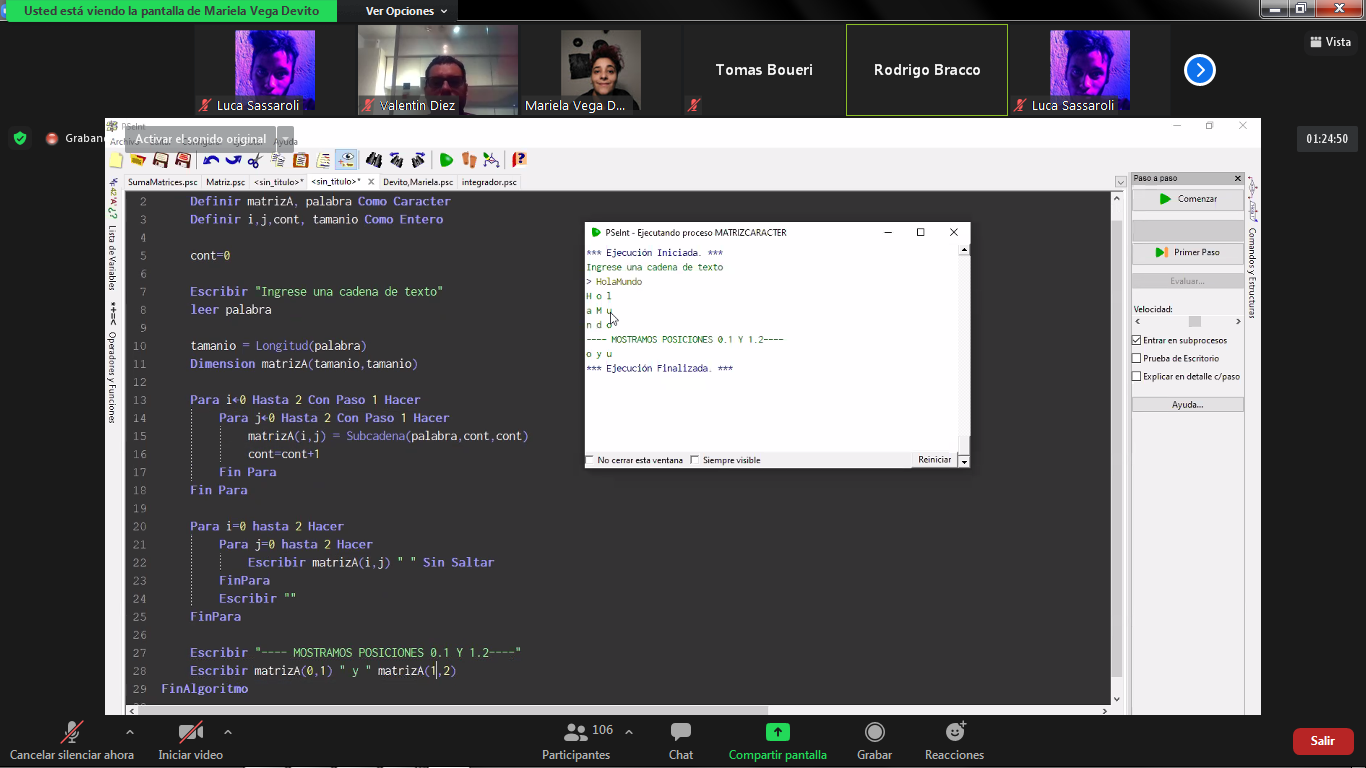 Usted está viendo la pantalla de Mariela Vega Devito
Ver Opciones
Luca Sassaroli
Valentin Diez
Mariela Vega D...
Tomas Boueri
Rodrigo Bracco
Luca Sassaroli
Vista
PSeInt
Graban
Activar el sonido original
Ayuda
01:24:50
SumaMatrices.psc
Matriz.psc
<sin_titulo>*
<sin_titulo>*
Devito,Mariela.psc
integrador.psc
Lista de Variables
Operadores y Funciones
2 Definir matrizA, palabra Como Caracter
3 Definir i,j,cont, tamanio Como Entero
4
5 cont=0
6
7 Escribir "Ingrese una cadena de texto"
8 leer palabra
9
10 tamanio = Longitud(palabra)
11 Dimension matrizA(tamanio,tamanio)
12
13 Para i←0 Hasta 2 Con Paso 1 Hacer
14 Para j←0 Hasta 2 Con Paso 1 Hacer
15 matrizA(i,j) = Subcadena(palabra,cont,cont)
16 cont=cont+1
17 Fin Para
18 Fin Para
19
20 Para i=0 hasta 2 Hacer
21 Para j=0 hasta 2 Hacer
22 Escribir matrizA(i,j) " " Sin Saltar
23 FinPara
24 Escribir ""
25 FinPara
26
27 Escribir "---- MOSTRAMOS POSICIONES 0.1 Y 1.2----"
28 Escribir matrizA(0,1) " y " matrizA(1,2)
29 FinAlgoritmo
PSeInt - Ejecutando proceso MATRIZCARACTER
*** Ejecución Iniciada. ***
Ingrese una cadena de texto
> HolaMundo
H o l
a M u
n d o
---- MOSTRAMOS POSICIONES 0.1 Y 1.2----
o y u
*** Ejecución Finalizada. ***
No cerrar esta ventana
Siempre visible
Reiniciar
Paso a paso
Comenzar
Primer Paso
Evaluar...
Velocidad:
Entrar en subprocesos
Prueba de Escritorio
Explicar en detalle c/paso
Ayuda...
Comandos y Estructuras
Cancelar silenciar ahora
Iniciar video
106
Participantes
Chat
Compartir pantalla
Grabar
Reacciones
Salir